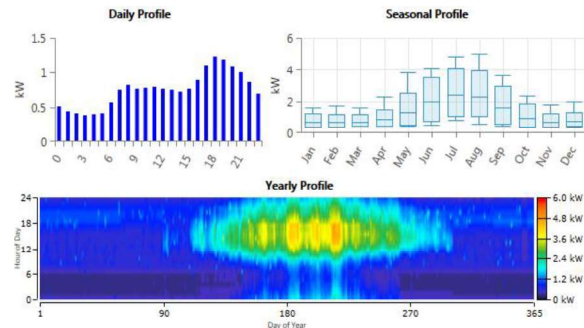 Daily Profile
Seasonal Profile
1.5
1
0.5
0
kW
0 3 6 9 12 15 18 21
6
4
2
0
kW
Jan Feb Mar Apr May Jun Jul Aug Sep Oct Nov Dec
Yearly Profile
24
18
12
6
0
Hour of Day
1 90 180 270 365
Day of Year
6.0 kW
4.8 kW
3.6 kW
2.4 kW
1.2 kW
0 kW